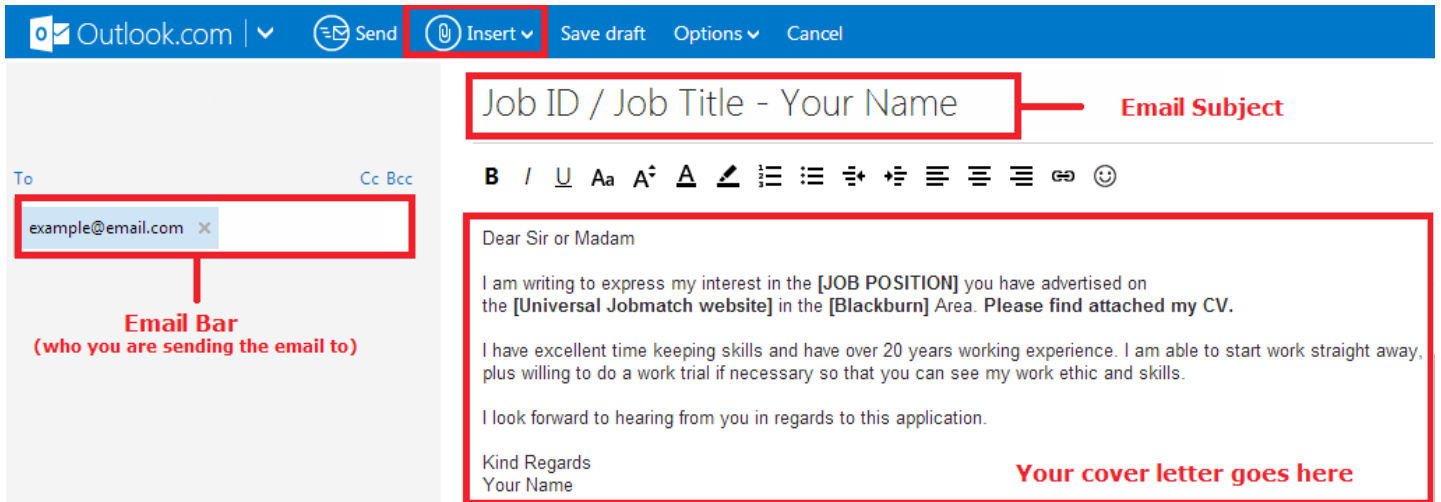 Outlook.com Send Insert Save draft Options Cancel
Job ID / Job Title - Your Name
Email Subject
To Cc Bcc
B I U Aa A A
example@email.com ×
Email Bar
(who you are sending the email to)
Dear Sir or Madam
I am writing to express my interest in the [JOB POSITION] you have advertised on
the [Universal Jobmatch website] in the [Blackburn] Area. Please find attached my CV.
I have excellent time keeping skills and have over 20 years working experience. I am able to start work straight away,
plus willing to do a work trial if necessary so that you can see my work ethic and skills.
I look forward to hearing from you in regards to this application.
Kind Regards
Your Name
Your cover letter goes here